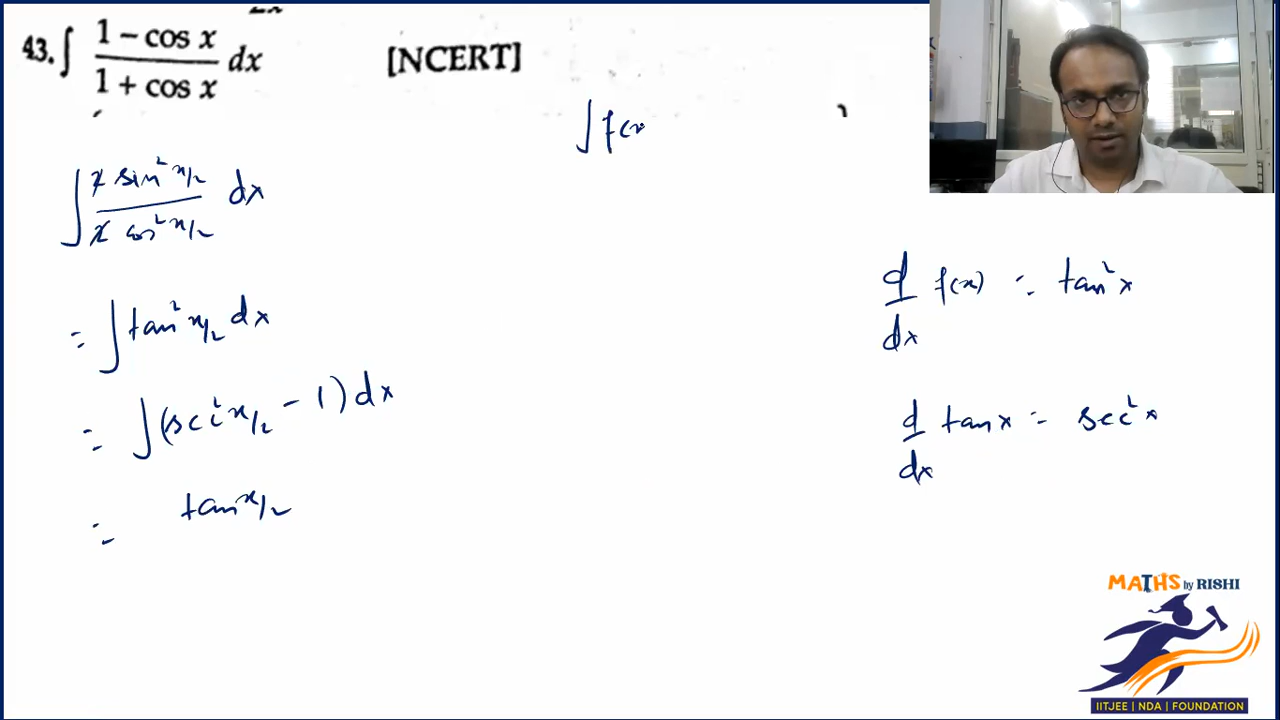 43. ∫ (1 – cos x)/(1 + cos x) dx [NCERT]
∫ f(x
∫ (2 sin² x/2)/(2 cos² x/2) dx
d/dx f(x) = tan² x
= ∫ tan² x/2 dx
= ∫ (sec² x/2 – 1) dx
d/dx tan x = sec² x
= tan x/2
MATHS by RISHI
IITJEE | NDA | FOUNDATION